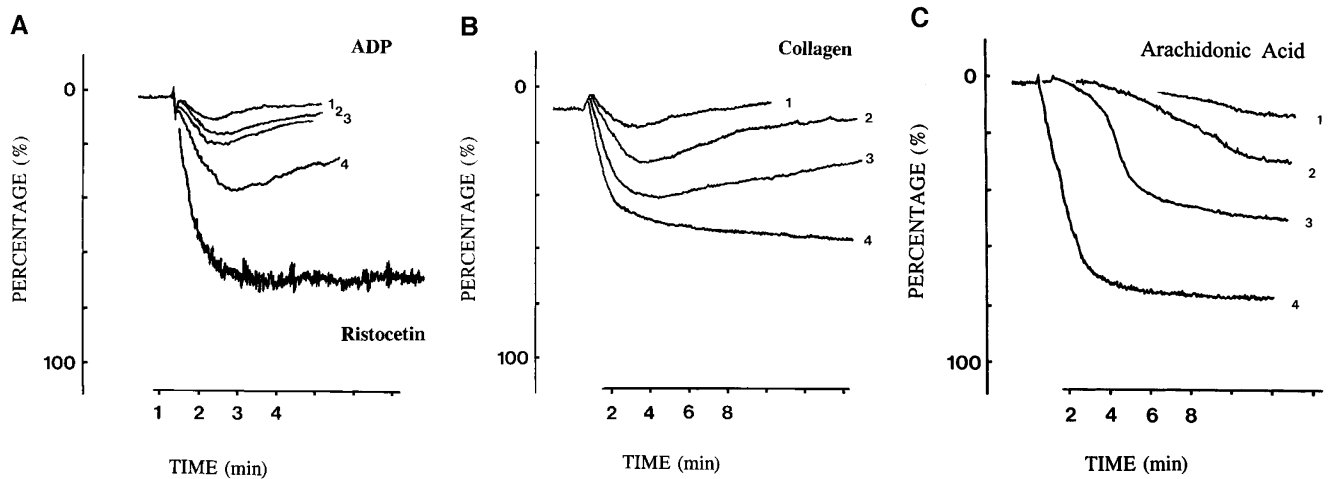 A
ADP
0
1 2 3
4
PERCENTAGE (%)
100
Ristocetin
1 2 3 4
TIME (min)
B
Collagen
0
1
2
3
4
PERCENTAGE (%)
100
2 4 6 8
TIME (min)
C
Arachidonic Acid
0
1
2
3
4
PERCENTAGE (%)
100
2 4 6 8
TIME (min)